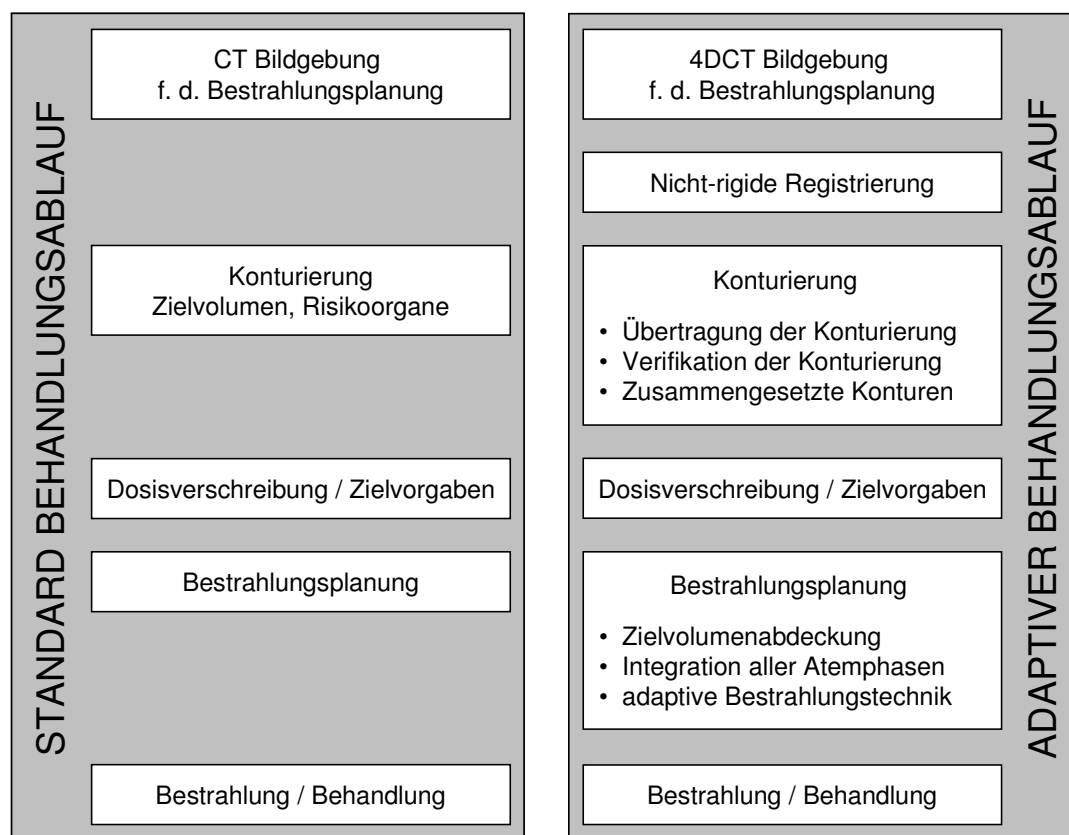 STANDARD BEHANDLUNGSABLAUF
CT Bildgebung
f. d. Bestrahlungsplanung
Konturierung
Zielvolumen, Risikoorgane
Dosisverschreibung / Zielvorgaben
Bestrahlungsplanung
Bestrahlung / Behandlung
4DCT Bildgebung
f. d. Bestrahlungsplanung
Nicht-rigide Registrierung
Konturierung
• Übertragung der Konturierung
• Verifikation der Konturierung
• Zusammengesetzte Konturen
Dosisverschreibung / Zielvorgaben
Bestrahlungsplanung
• Zielvolumenabdeckung
• Integration aller Atemphasen
• adaptive Bestrahlungstechnik
Bestrahlung / Behandlung
ADAPTIVER BEHANDLUNGSABLAUF